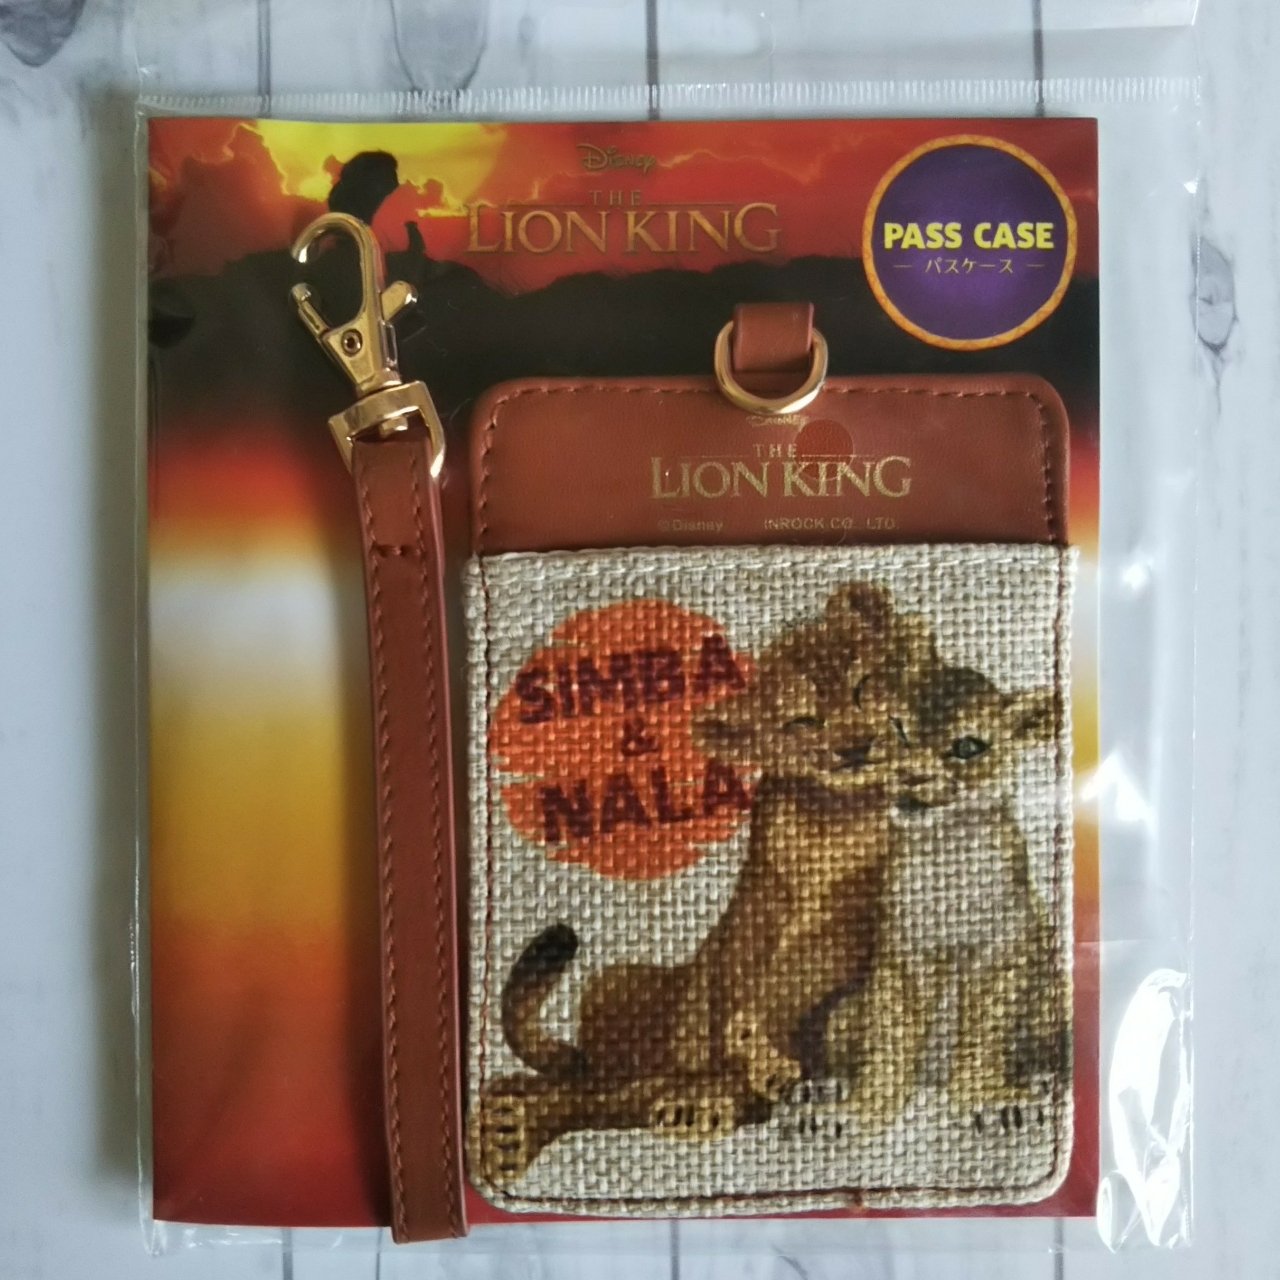 Disney
THE
LION KING
PASS CASE
パスケース
DISNEY
THE
LION KING
©Disney INROCK CO., LTD.
SIMBA
&
NALA